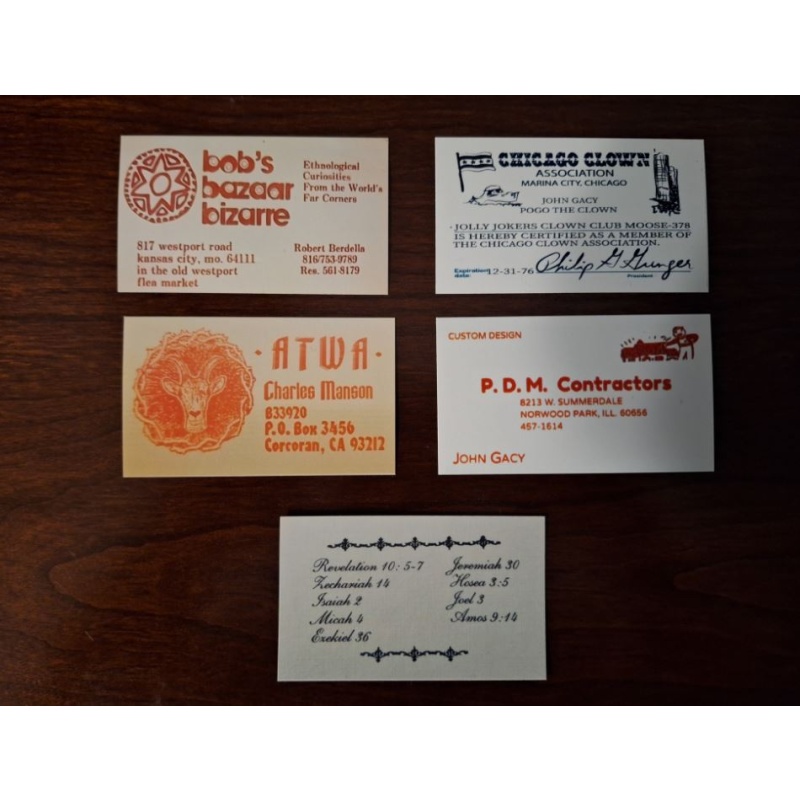 bob's
bazaar
bizarre
Ethnological
Curiosities
From the World's
Far Corners
817 westport road
kansas city, mo. 64111
in the old westport
flea market
Robert Berdella
816/753-9789
Res. 561-8179
CHICAGO CLOWN
ASSOCIATION
MARINA CITY, CHICAGO
JOHN GACY
POGO THE CLOWN
JOLLY JOKERS CLOWN CLUB MOOSE-378
IS HEREBY CERTIFIED AS A MEMBER OF
THE CHICAGO CLOWN ASSOCIATION.
Expiration date: 12-31-76 Philip G Grunger
President
· ATWA ·
Charles Manson
B33920
P.O. Box 3456
Corcoran, CA 93212
CUSTOM DESIGN
P. D. M. Contractors
8213 W. SUMMERDALE
NORWOOD PARK, ILL. 60656
457-1614
JOHN GACY
Revelation 10: 5-7
Zechariah 14
Isaiah 2
Micah 4
Ezekiel 36
Jeremiah 30
Hosea 3:5
Joel 3
Amos 9:14